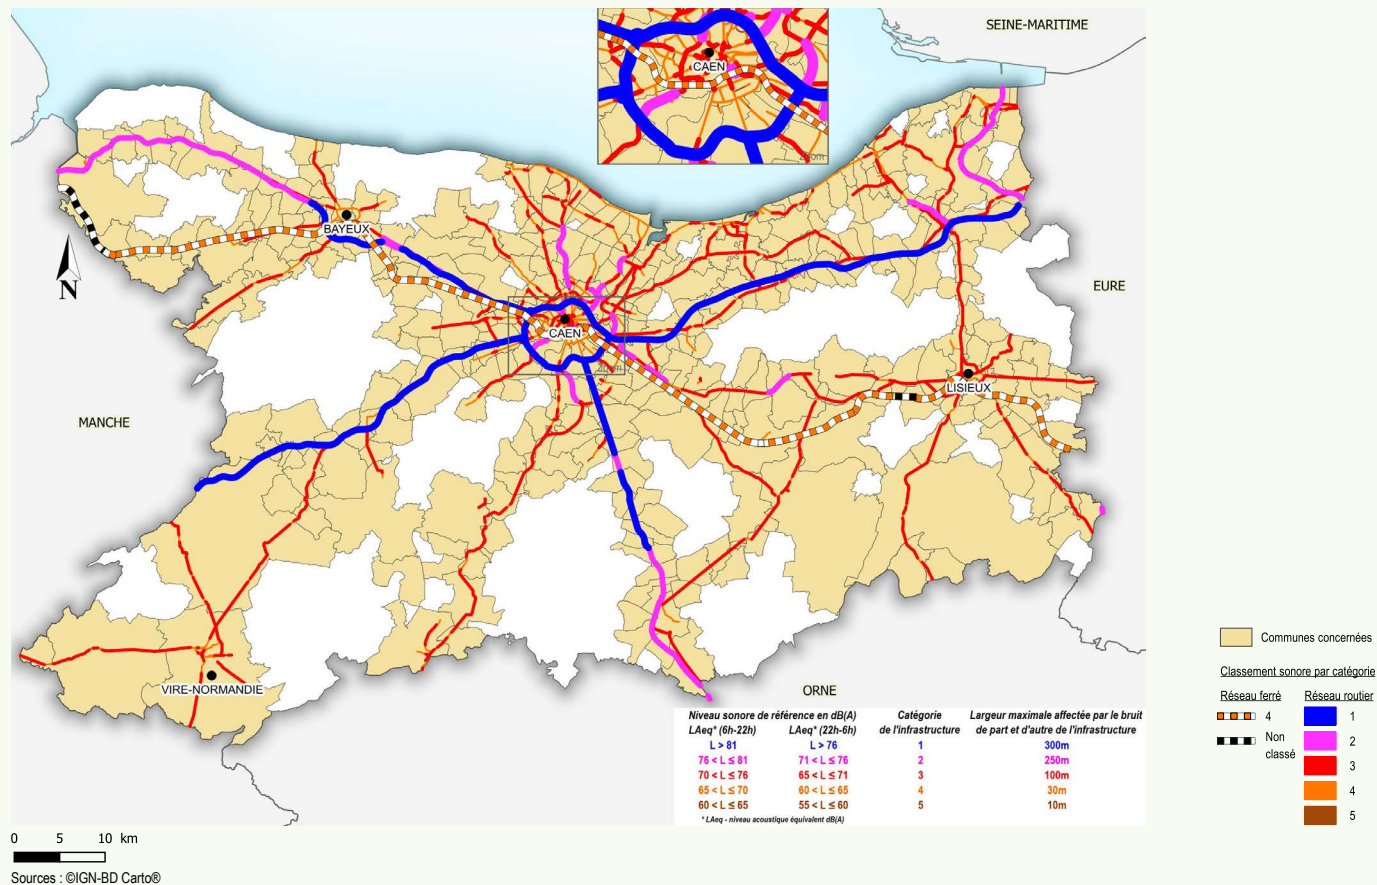 SEINE-MARITIME
CAEN
BAYEUX
N
EURE
CAEN
LISIEUX
MANCHE
VIRE-NORMANDIE
ORNE
Niveau sonore de référence en dB(A) Catégorie Largeur maximale affectée par le bruit
LAeq* (6h-22h) LAeq* (22h-6h) de l'infrastructure de part et d'autre de l'infrastructure
L > 81 L > 76 1 300m
76 < L ≤ 81 71 < L ≤ 76 2 250m
70 < L ≤ 76 65 < L ≤ 71 3 100m
65 < L ≤ 70 60 < L ≤ 65 4 30m
60 < L ≤ 65 55 < L ≤ 60 5 10m
* LAeq - niveau acoustique équivalent dB(A)
Communes concernées
Classement sonore par catégorie
Réseau ferré Réseau routier
4 1
Non 2
classé
3
4
5
0 5 10 km
Sources : ©IGN-BD Carto®